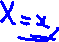 X = x